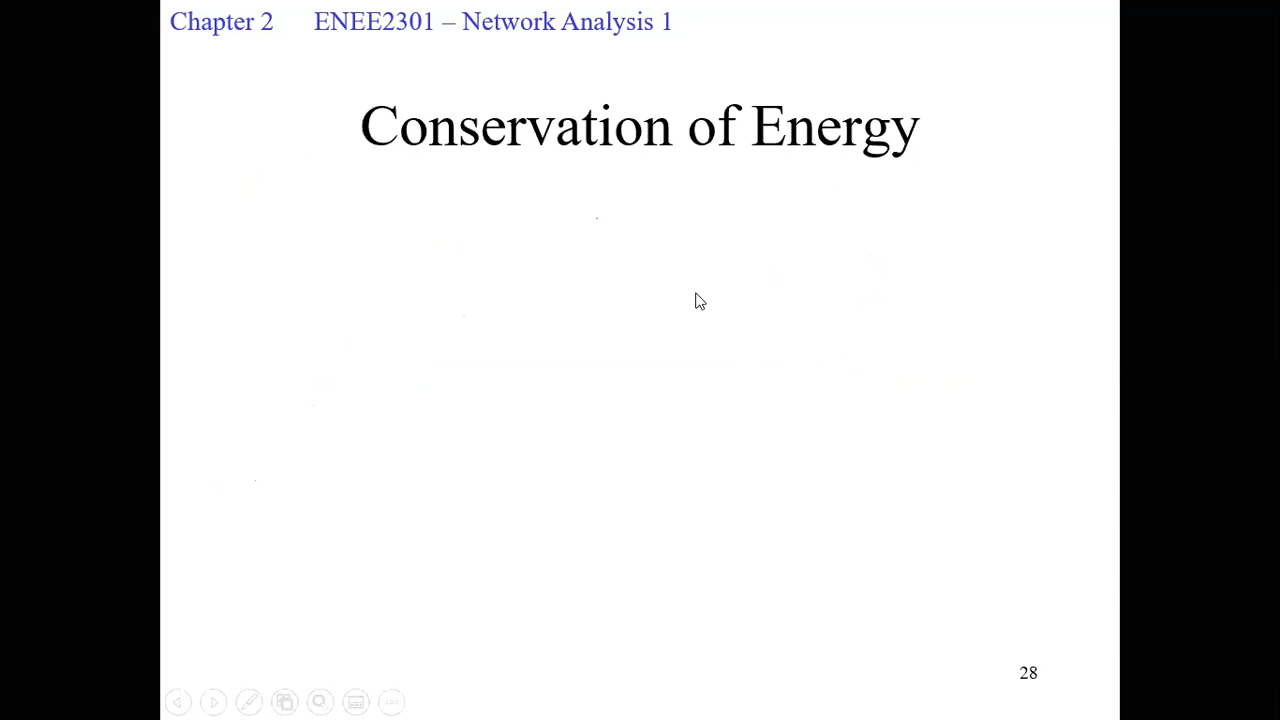 Chapter 2 ENEE2301 – Network Analysis 1
Conservation of Energy
28